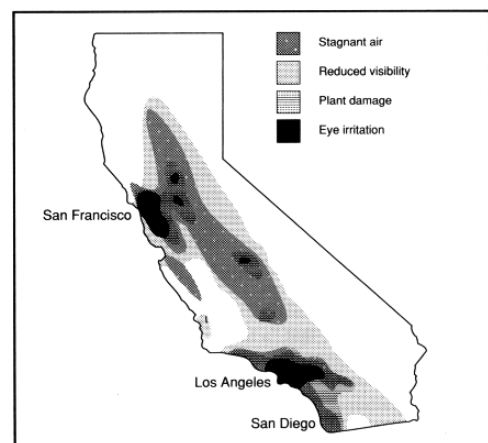 Stagnant air
Reduced visibility
Plant damage
Eye irritation
San Francisco
Los Angeles
San Diego